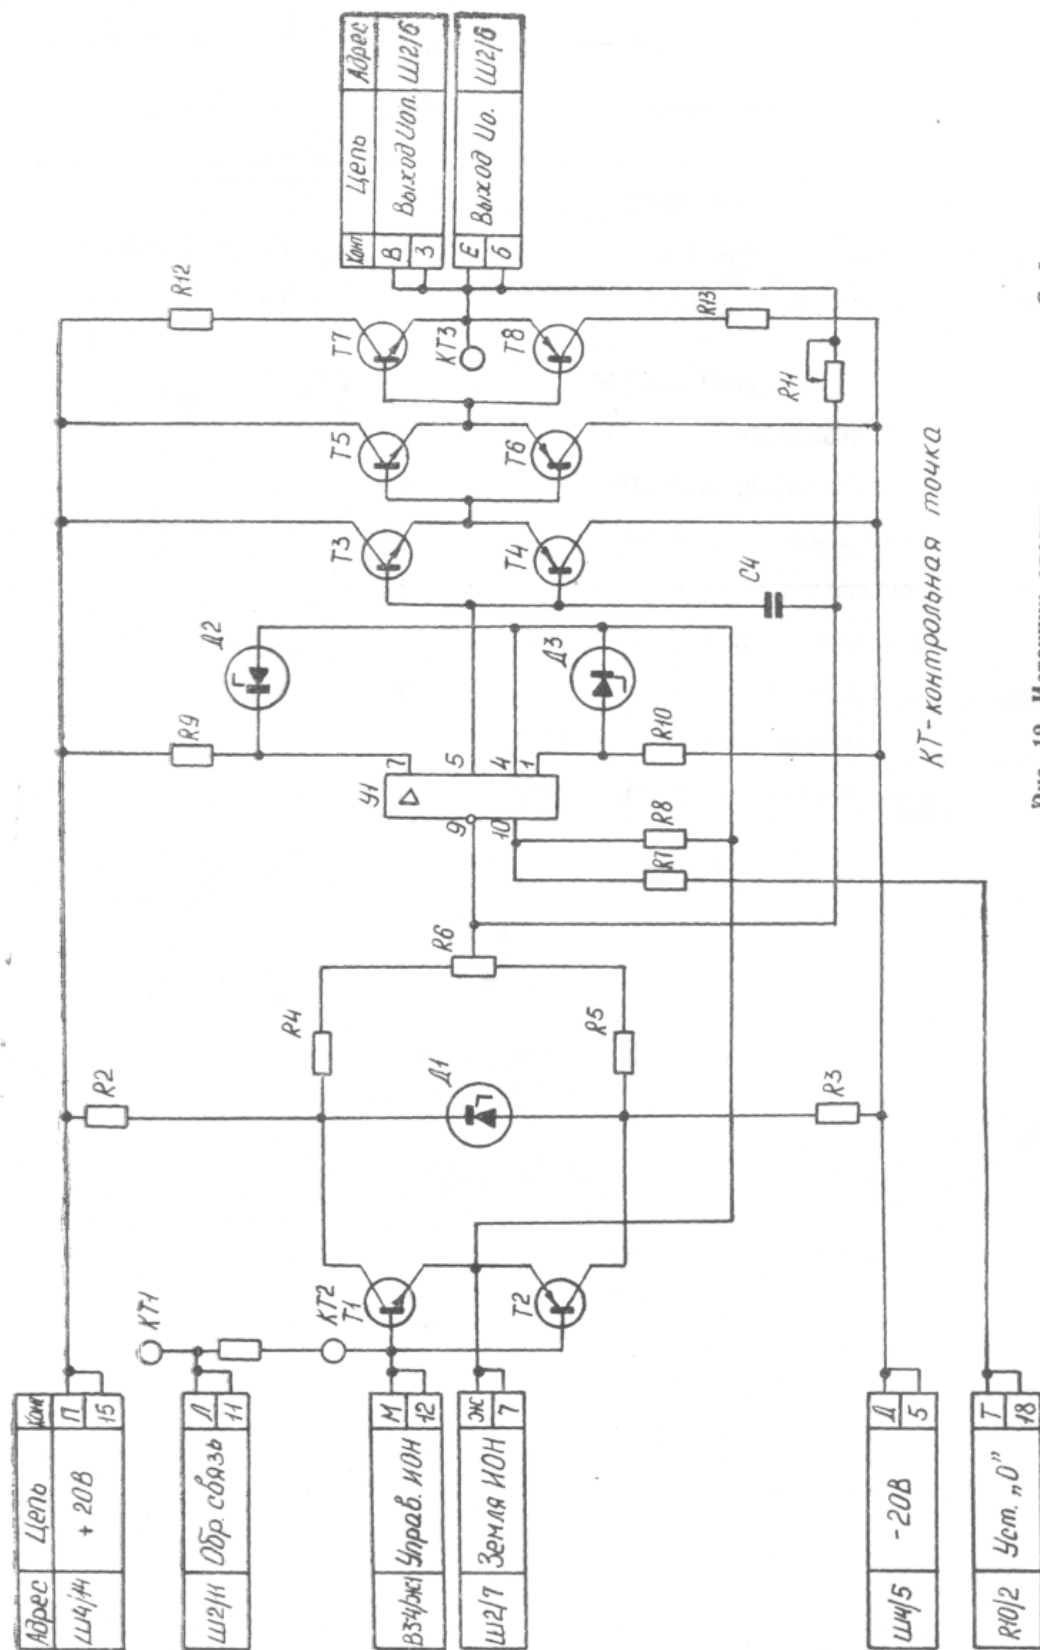 Адрес Цепь Конт
Ш4/14 +20В П
15
Ш2/11 Обр. связь Л
11
В3-4/Ж1 Управ. ИОН М
12
Ш2/7 Земля ИОН Ж
7
Ш4/5 -20В Д
5
R10/2 Уст. „0" Т
18
КТ1
КТ2
Т1
Т2
R2
Д1
R3
R4
R5
R6
R7
R8
У1
9
10
7
5
4
1
R9
R10
Д2
Д3
С4
Т3
Т4
Т5
Т6
Т7
КТ3
Т8
R11
R12
R13
Конт Цепь Адрес
В Выход Uоп. Ш2/6
3
Е Выход Uо. Ш2/6
6
КТ-контрольная точка
Рис. 19.